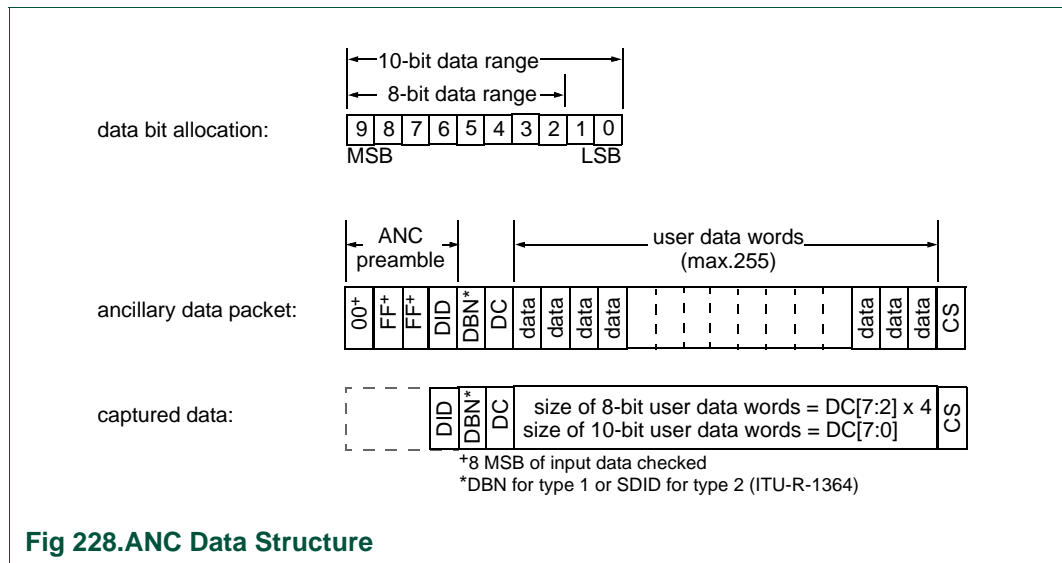 10-bit data range
8-bit data range
data bit allocation:
9 8 7 6 5 4 3 2 1 0
MSB LSB
ANC preamble
user data words
(max.255)
ancillary data packet:
00+ FF+ FF+ DID DBN* DC data data data data data data data CS
captured data:
DID DBN* DC
size of 8-bit user data words = DC[7:2] x 4
size of 10-bit user data words = DC[7:0]
CS
+8 MSB of input data checked
*DBN for type 1 or SDID for type 2 (ITU-R-1364)
Fig 228.ANC Data Structure